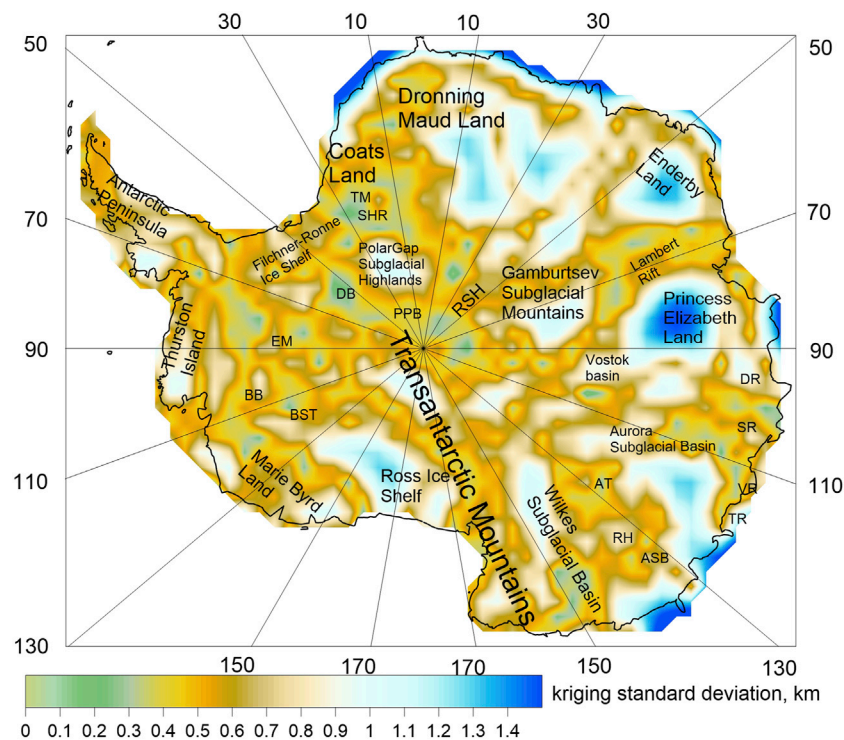 30
10
10
30
50
50
Dronning
Maud Land
Coats
Land
Enderby
Land
Antarctic
Peninsula
TM
SHR
70
70
Filchner-Ronne
Ice Shelf
PolarGap
Subglacial
Highlands
Lambert
Rift
Gamburtsev
Subglacial
Mountains
DB
RSH
PPB
Princess
Elizabeth
Land
Thurston
Island
EM
90
90
Transantarctic Mountains
Vostok
basin
DR
BB
BST
SR
Aurora
Subglacial Basin
Marie Byrd
Land
Ross Ice
Shelf
AT
VR
110
110
Wilkes
Subglacial Basin
TR
RH
ASB
130
150
170
170
150
130
kriging standard deviation, km
0 0.1 0.2 0.3 0.4 0.5 0.6 0.7 0.8 0.9 1 1.1 1.2 1.3 1.4